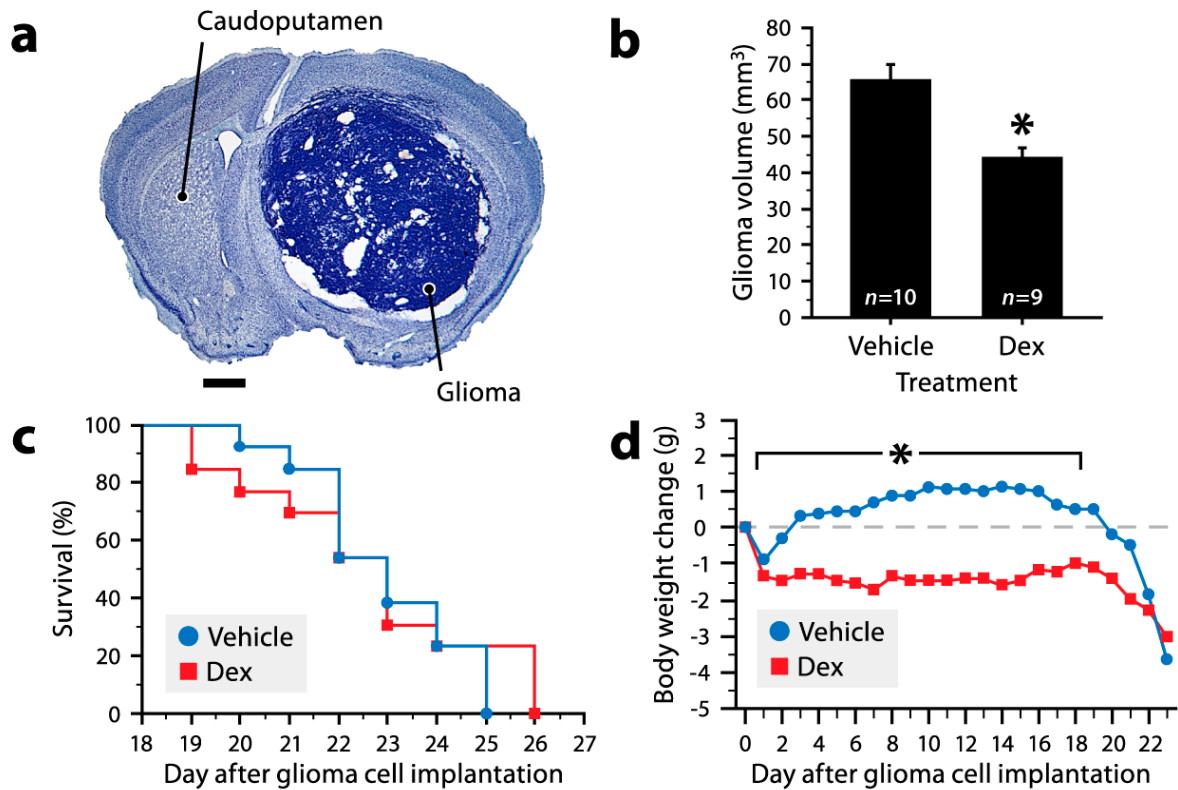 a
Caudoputamen
Glioma
b
Glioma volume (mm³)
80
70
60
50
40
30
20
10
0
*
n=10
n=9
Vehicle
Dex
Treatment
c
Survival (%)
100
80
60
40
20
0
Vehicle
Dex
18 19 20 21 22 23 24 25 26 27
Day after glioma cell implantation
d
Body weight change (g)
3
2
1
0
-1
-2
-3
-4
-5
*
Vehicle
Dex
0 2 4 6 8 10 12 14 16 18 20 22
Day after glioma cell implantation